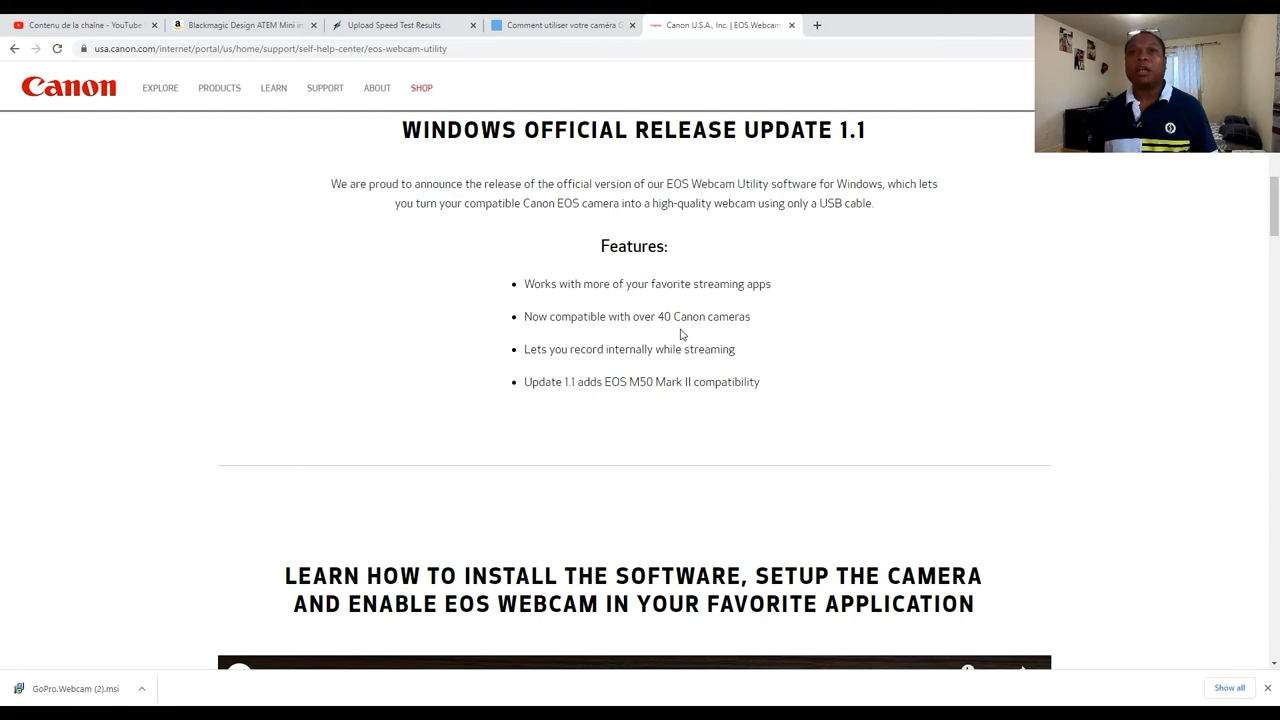 Contenu de la chaîne - YouTube
Blackmagic Design ATEM Mini in
Upload Speed Test Results
Comment utiliser votre caméra G
Canon U.S.A., Inc. | EOS Webcam
usa.canon.com/internet/portal/us/home/support/self-help-center/eos-webcam-utility
Canon
EXPLORE
PRODUCTS
LEARN
SUPPORT
ABOUT
SHOP
WINDOWS OFFICIAL RELEASE UPDATE 1.1
We are proud to announce the release of the official version of our EOS Webcam Utility software for Windows, which lets
you turn your compatible Canon EOS camera into a high-quality webcam using only a USB cable.
Features:
Works with more of your favorite streaming apps
Now compatible with over 40 Canon cameras
Lets you record internally while streaming
Update 1.1 adds EOS M50 Mark II compatibility
LEARN HOW TO INSTALL THE SOFTWARE, SETUP THE CAMERA
AND ENABLE EOS WEBCAM IN YOUR FAVORITE APPLICATION
GoPro.Webcam (2).msi
Show all